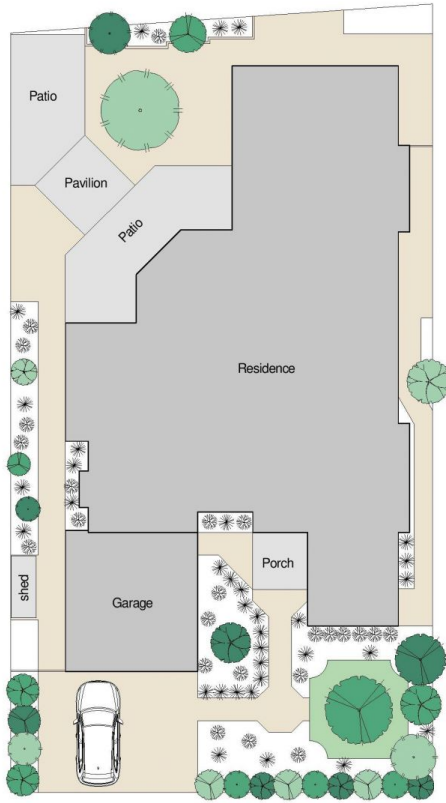 Patio
Pavilion
Patio
Residence
shed
Porch
Garage